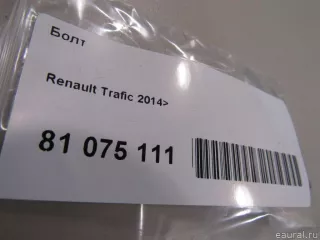 Болт
Renault Trafic 2014>
81 075 111
© eaural.ru